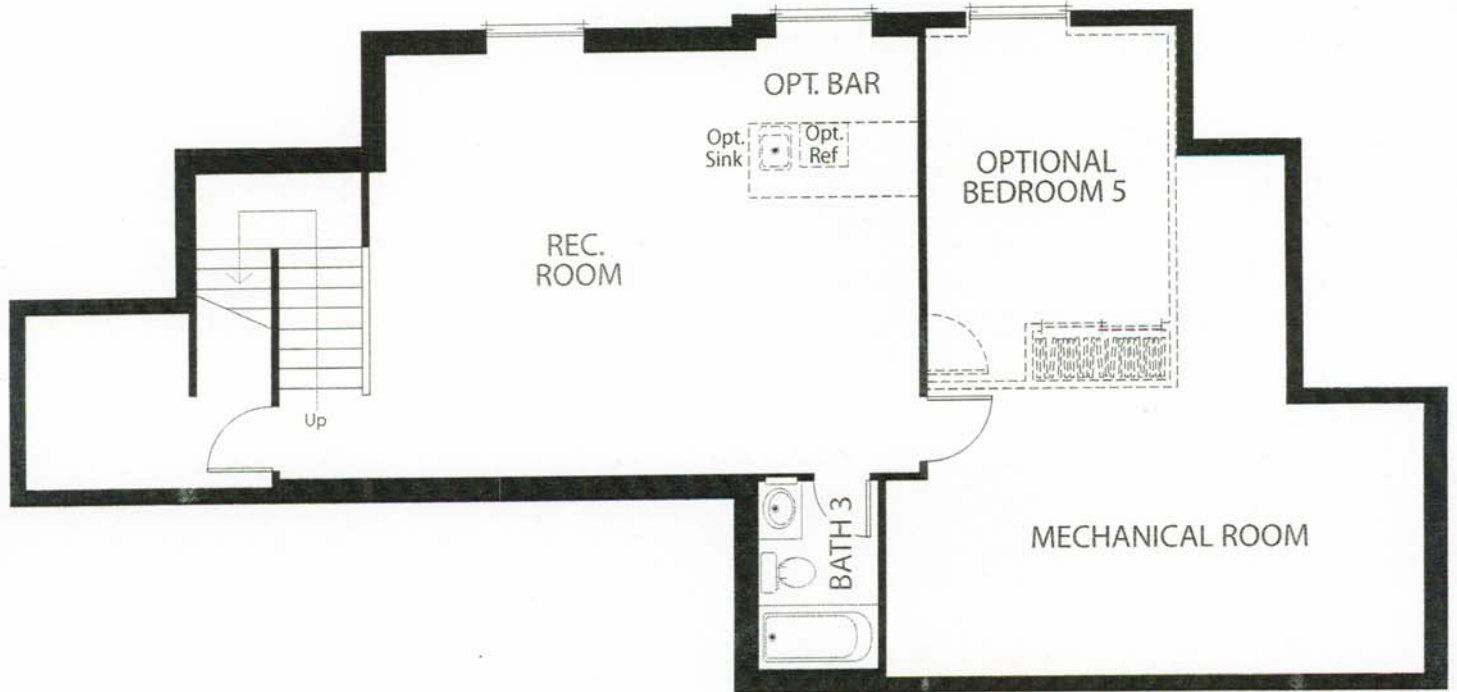 OPT. BAR
Opt.
Sink
Opt.
Ref
OPTIONAL
BEDROOM 5
REC.
ROOM
Up
BATH 3
MECHANICAL ROOM